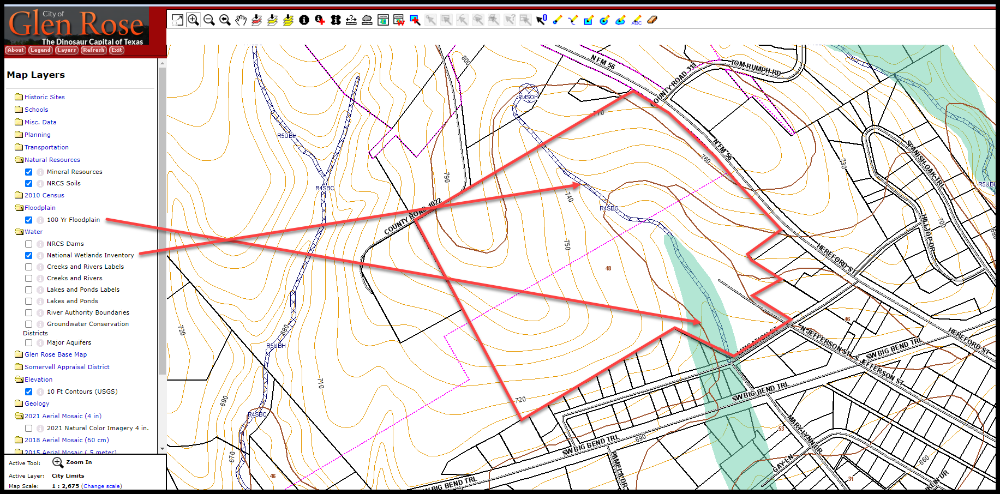 City of
Glen Rose
The Dinosaur Capital of Texas
About Legend Layers Refresh Exit
Map Layers
Historic Sites
Schools
Misc. Data
Planning
Transportation
Natural Resources
Mineral Resources
NRCS Soils
2010 Census
Floodplain
100 Yr Floodplain
Water
NRCS Dams
National Wetlands Inventory
Creeks and Rivers Labels
Creeks and Rivers
Lakes and Ponds Labels
Lakes and Ponds
River Authority Boundaries
Groundwater Conservation
Districts
Major Aquifers
Glen Rose Base Map
Somervell Appraisal District
Elevation
10 Ft Contours (USGS)
Geology
2021 Aerial Mosaic (4 in)
2021 Natural Color Imagery 4 in.
2018 Aerial Mosaic (60 cm)
2015 Aerial Mosaic (.5 meter)
Active Tool: Zoom In
Active Layer: City Limits
Map Scale: 1 : 2,675 (Change scale)
ABC
800
N FM 56
COUNTY ROAD 311
TOM RUMPH RD
PUSCh
770
R5UBH
N FM 56
760
730
SPANISH OAK TRL
790
R4SBC
740
R4SBC
R5UBH
COUNTY ROAD 1022
HILL TOP DR
700
680
750
48
HEREFORD ST
720
680
R5UBH
46
N JEFFERSON ST
S JEFFERSON ST
HEREFORD ST
SW BIG BEND TRL
710
690
720
SW BIG BEND TRL
R4SBC
MARY LYNN DR
53
690
SW BIG BEND TRL
670
PAMELA DR
GAY LN
660
46
31
SW BIG BEND TRL